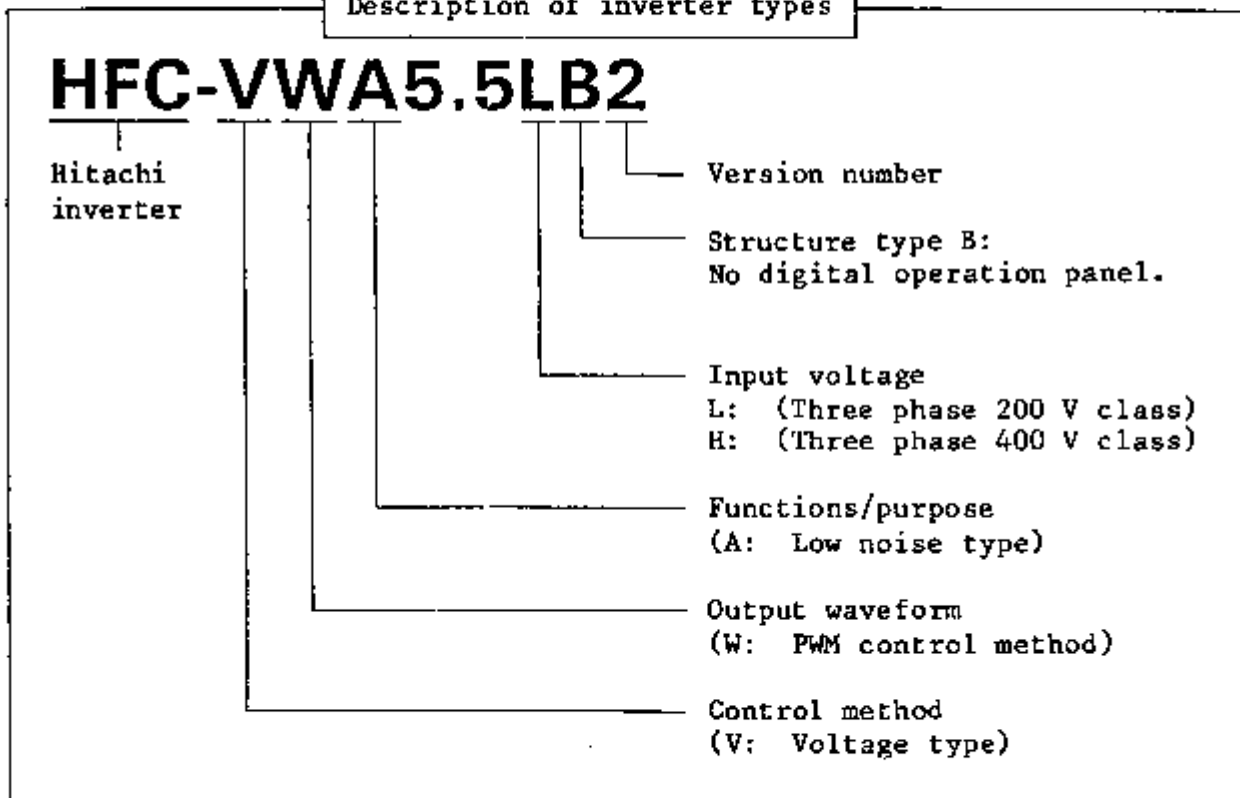 Description of inverter types
HFC-VWA5.5LB2
Hitachi
inverter
Version number
Structure type B:
No digital operation panel.
Input voltage
L: (Three phase 200 V class)
H: (Three phase 400 V class)
Functions/purpose
(A: Low noise type)
Output waveform
(W: PWM control method)
Control method
(V: Voltage type)